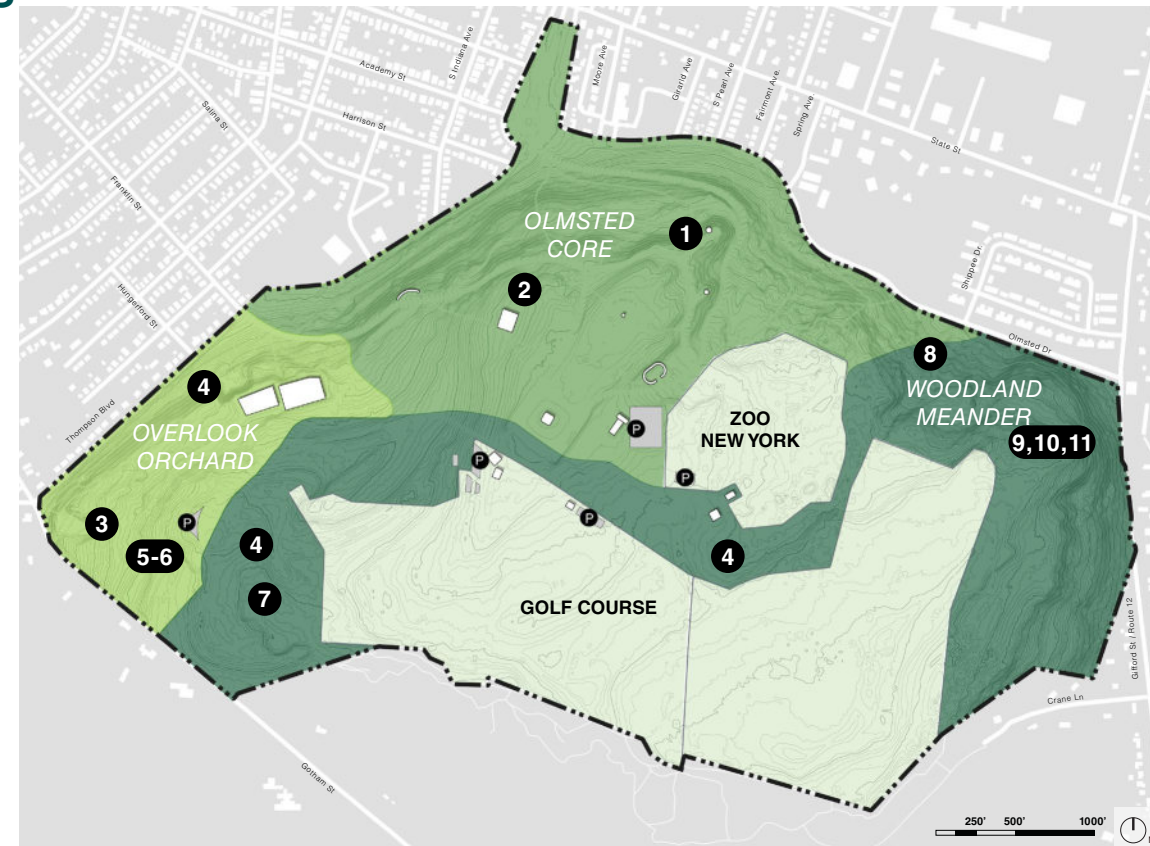 S Indiana Ave
Academy St
Moore Ave
Girard Ave
S Pearl Ave
Fairmont Ave
Spring Ave
Salina St
Harrison St
State St
Franklin St
OLMSTED
CORE
1
2
Shippee Dr
Hungerford St
Olmsted Dr
8
4
WOODLAND
MEANDER
Thompson Blvd
OVERLOOK
ORCHARD
ZOO
NEW YORK
9,10,11
P
P
P
3
P
P
5-6
4
4
7
GOLF COURSE
Gifford St / Route 12
Crane Ln
Gotham St
250' 500' 1000'